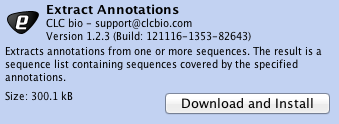 Extract Annotations
CLC bio - support@clcbio.com
Version 1.2.3 (Build: 121116-1353-82643)
Extracts annotations from one or more sequences. The result is a
sequence list containing sequences covered by the specified
annotations.
Size: 300.1 kB
Download and Install